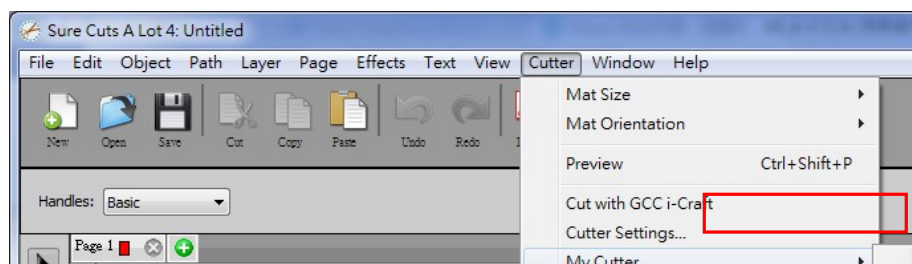 Sure Cuts A Lot 4: Untitled
File Edit Object Path Layer Page Effects Text View Cutter Window Help
Mat Size
Mat Orientation
New Open Save Cut Copy Paste Undo Redo
Preview Ctrl+Shift+P
Handles: Basic
Cut with GCC i-Craft
Cutter Settings...
Page 1
My Cutter